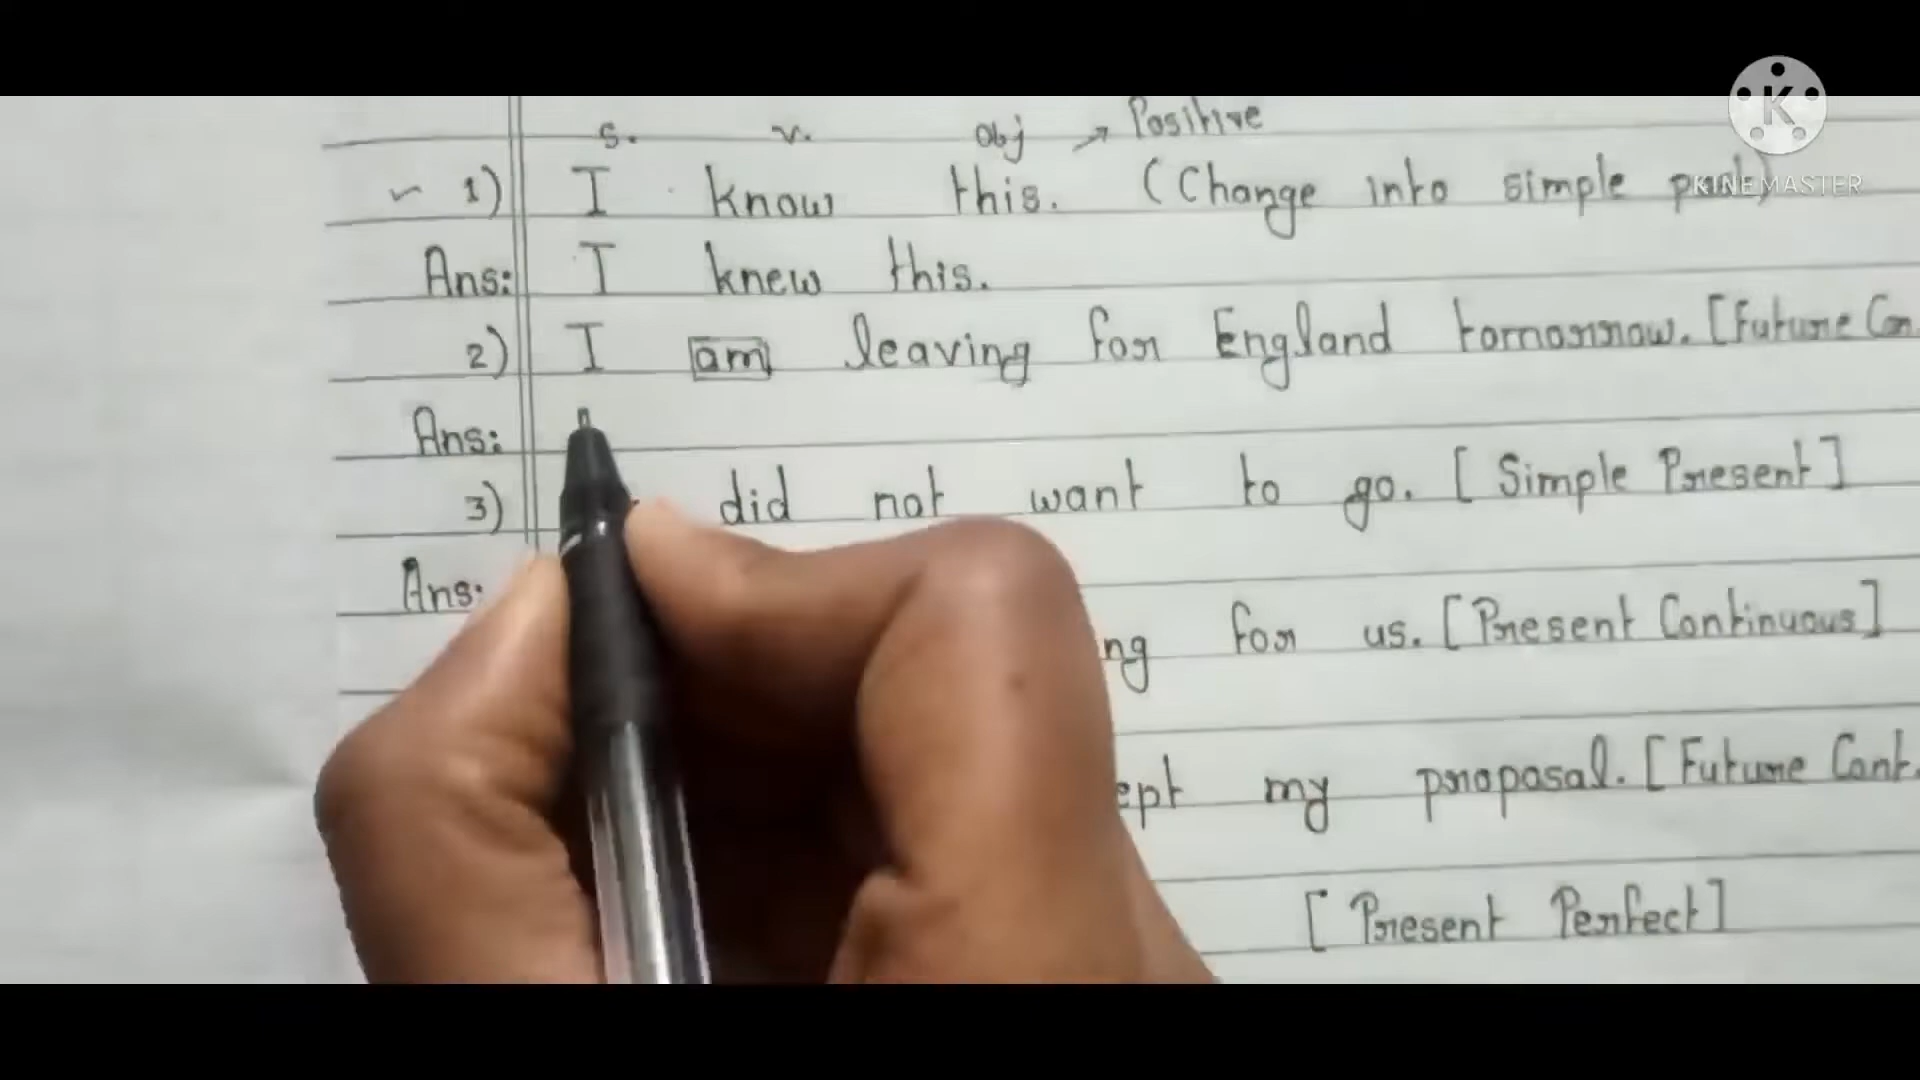 s. v. obj → Positive
1) I know this. (Change into simple past)
Ans: I knew this.
2) I am leaving for England tomorrow. [Future Con.
Ans:
3) did not want to go. [Simple Present]
Ans:
for us. [Present Continuous]
my proposal. [Future Cont.
[Present Perfect]
K
KINEMASTER